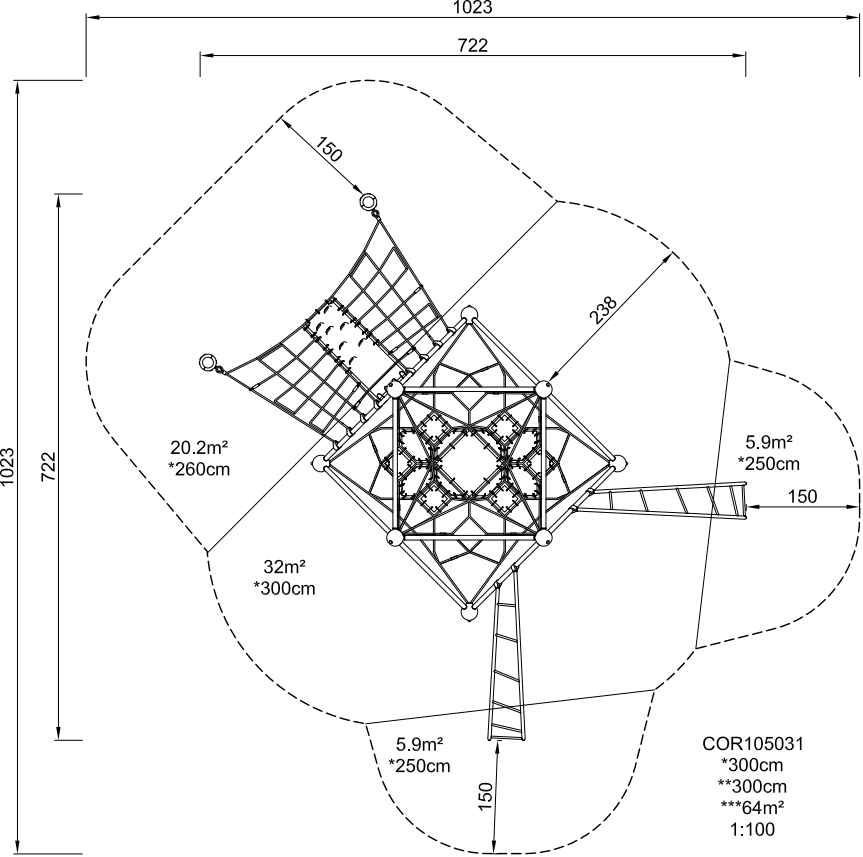 1023
722
150
238
1023
722
20.2m²
*260cm
5.9m²
*250cm
150
32m²
*300cm
5.9m²
*250cm
150
COR105031
*300cm
**300cm
***64m²
1:100